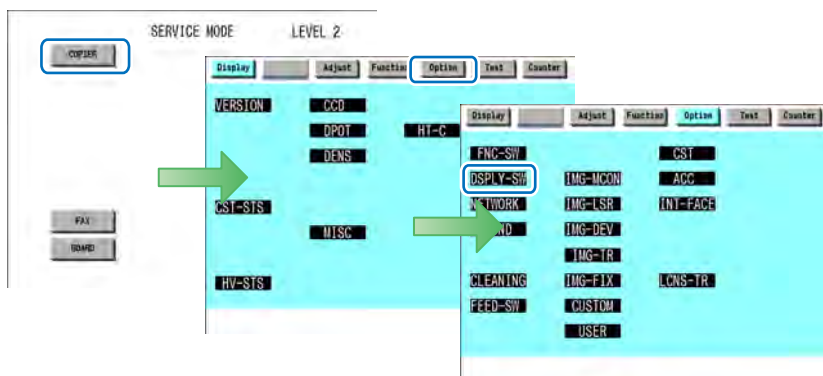 SERVICE MODE LEVEL 2
COPIER
FAX
BOARD
Display Adjust Function Option Test Counter
VERSION CCD
DPOT HT-C
DENS
CST-STS
MISC
HV-STS
Display Adjust Function Option Test Counter
FNC-SW CST
DSPLY-SW IMG-MCON ACC
NETWORK IMG-LSR INT-FACE
IMG-DEV
IMG-TR
CLEANING IMG-FIX LCNS-TR
FEED-SW CUSTOM
USER